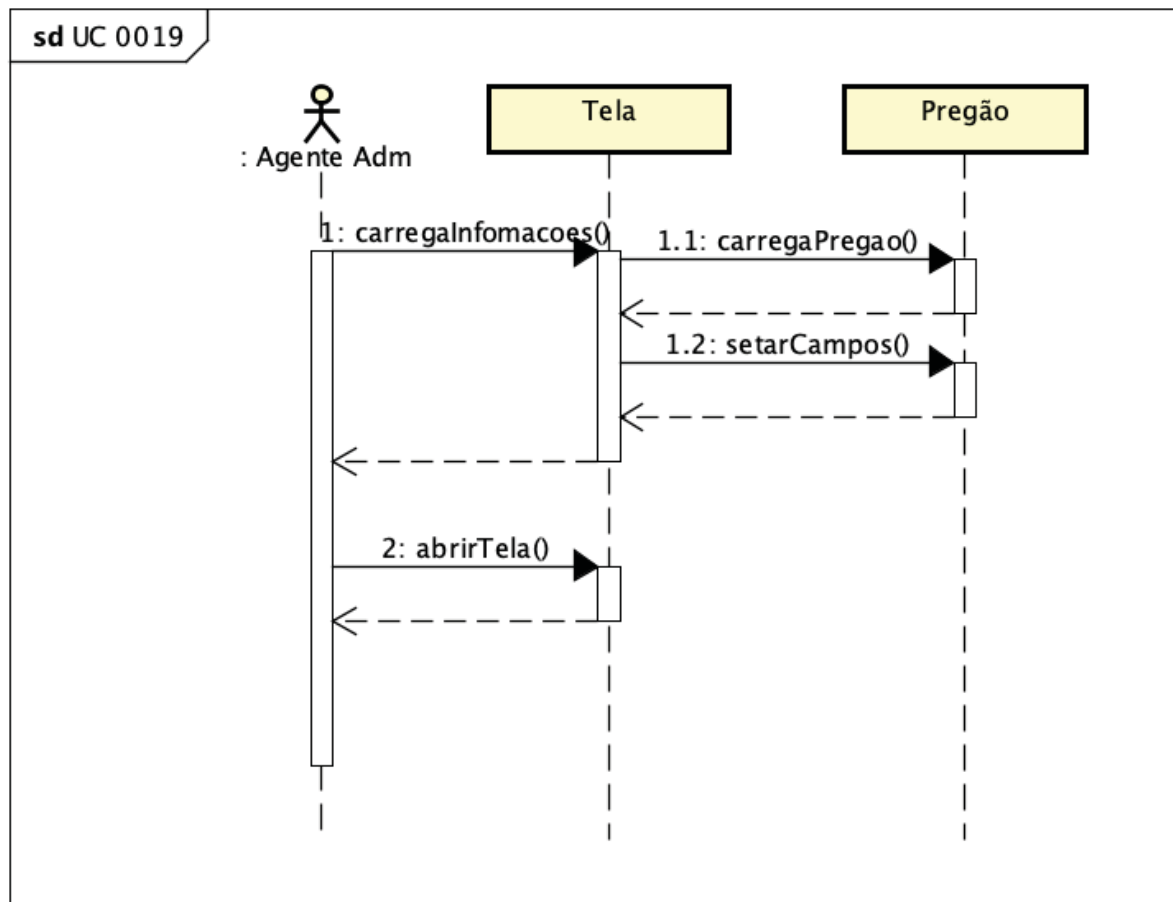 sd UC 0019
: Agente Adm
Tela
Pregão
1: carregaInfomacoes()
1.1: carregaPregao()
1.2: setarCampos()
2: abrirTela()